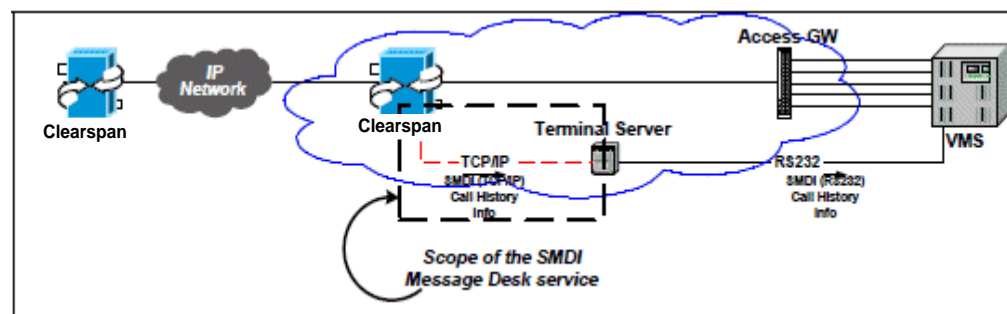 Access GW
IP
Network
Clearspan
Clearspan
Terminal Server
VMS
TCP/IP
SMDI (TCP/IP)
Call History
Info
RS232
SMDI (RS232)
Call History
Info
Scope of the SMDI
Message Desk service